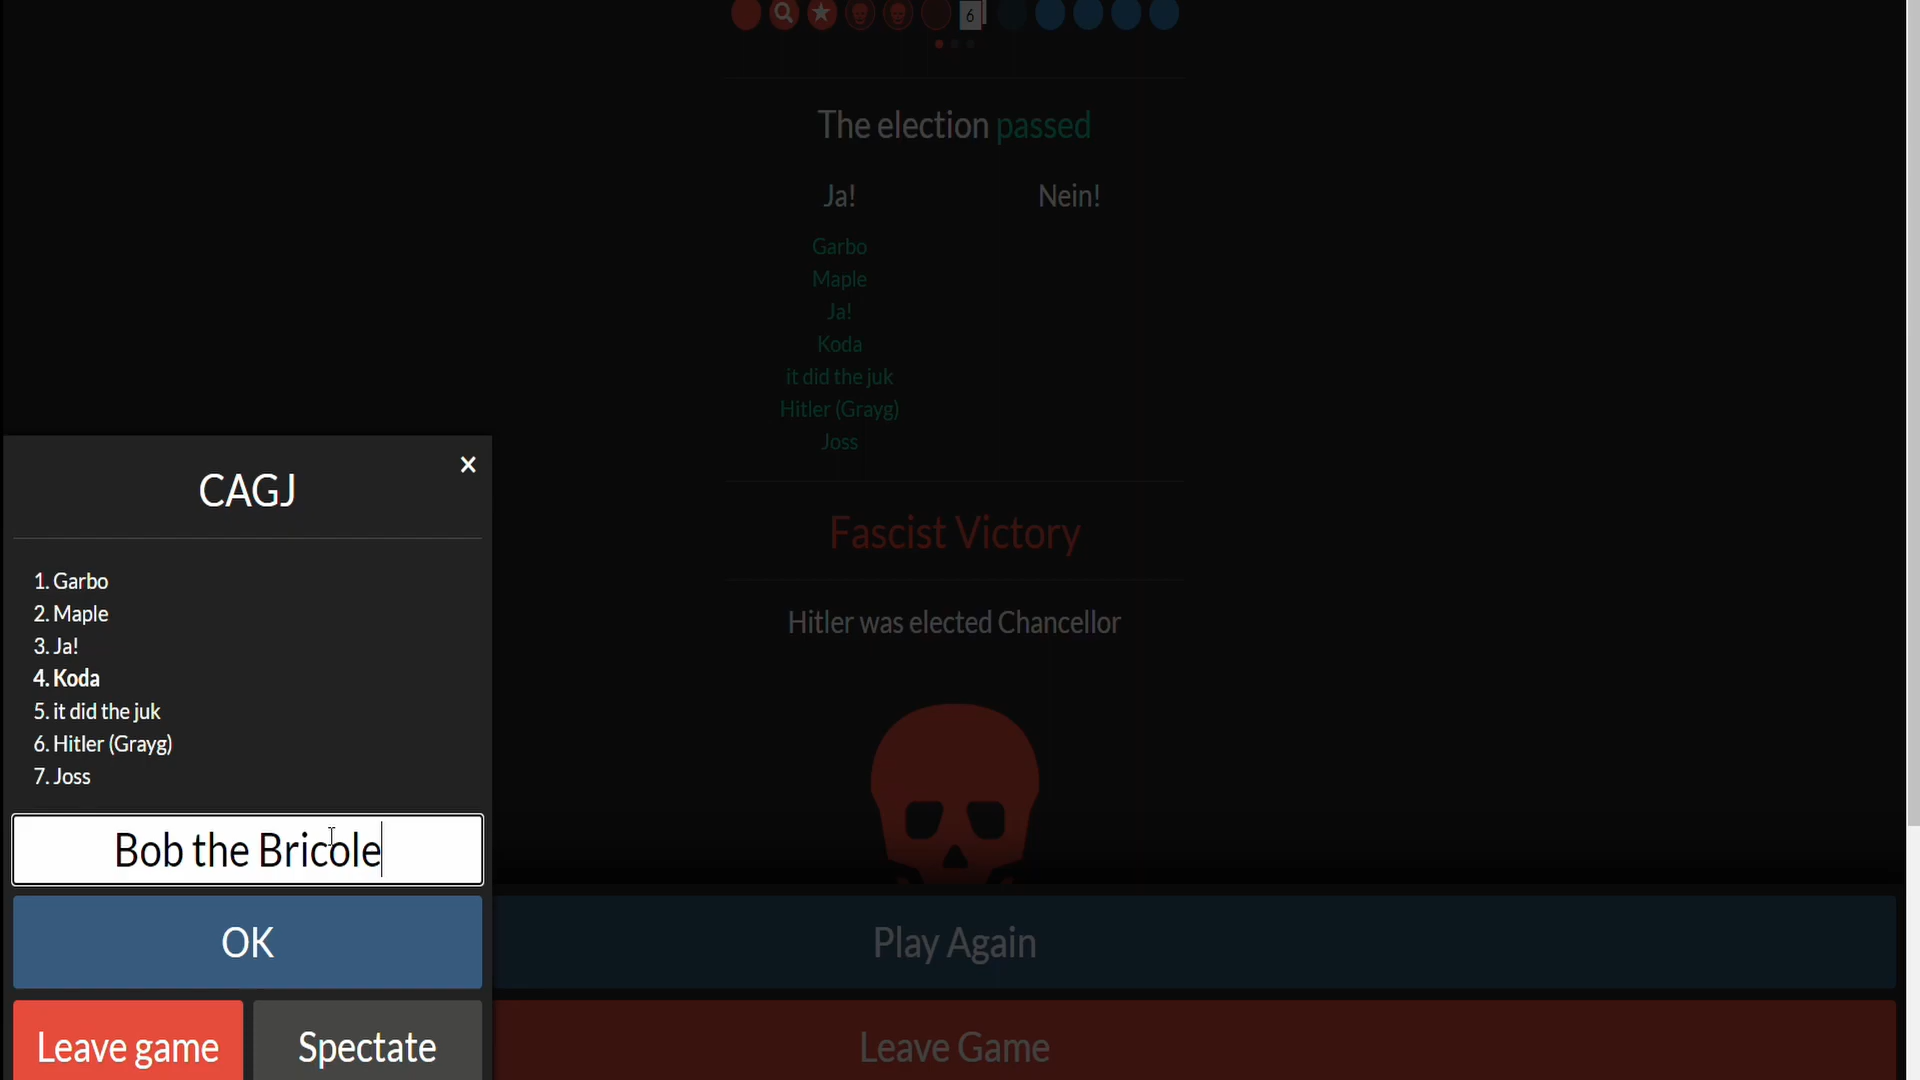 6
The election passed
Ja!
Nein!
Garbo
Maple
Ja!
Koda
it did the juk
Hitler (Grayg)
Joss
Fascist Victory
Hitler was elected Chancellor
CAGJ
×
1. Garbo
2. Maple
3. Ja!
4. Koda
5. it did the juk
6. Hitler (Grayg)
7. Joss
Bob the Bricole
OK
Leave game
Spectate
Play Again
Leave Game